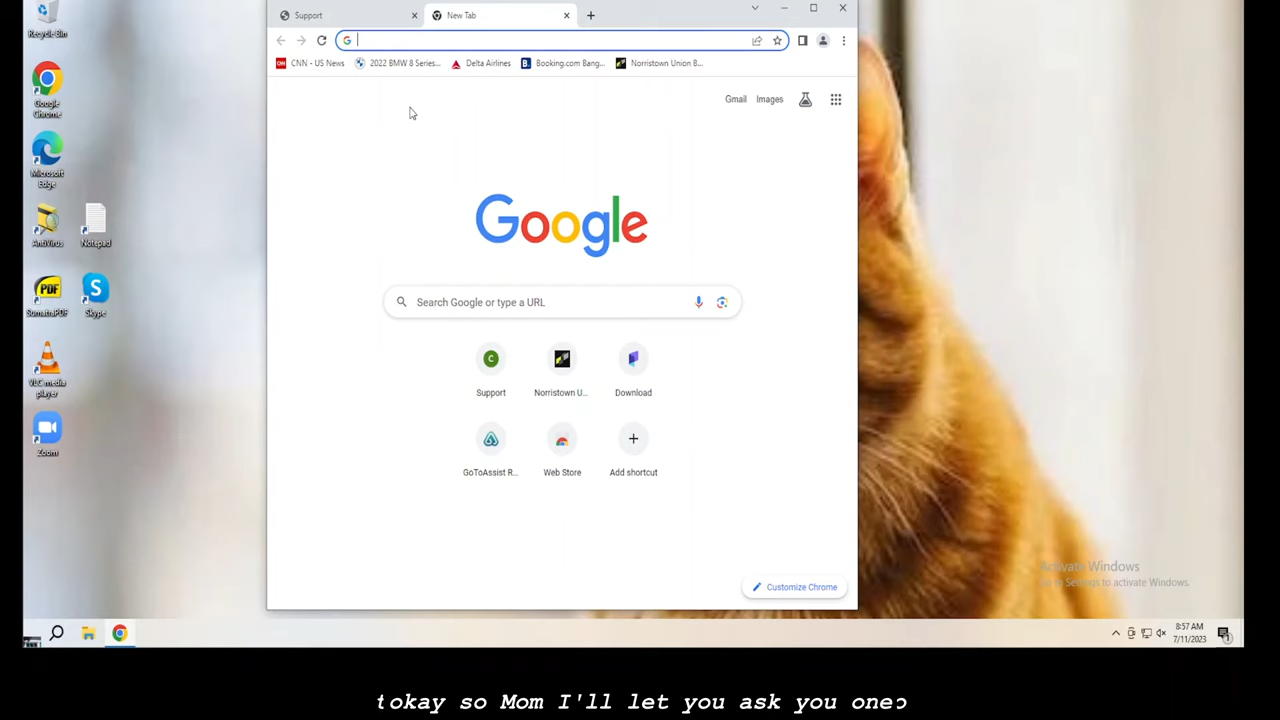 Recycle Bin
Support
New Tab
Google Chrome
CNN - US News
2022 BMW 8 Series...
Delta Airlines
Booking.com Bang...
Norristown Union B...
Gmail
Images
Microsoft Edge
Google
AntiVirus
Notepad
Search Google or type a URL
PDF
SumatraPDF
Skype
Support
Norristown U...
Download
VLC media player
GoToAssist R...
Web Store
Add shortcut
Zoom
Activate Windows
Go to Settings to activate Windows.
Customize Chrome
8:57 AM
7/11/2023
okay so Mom I'll let you ask you one